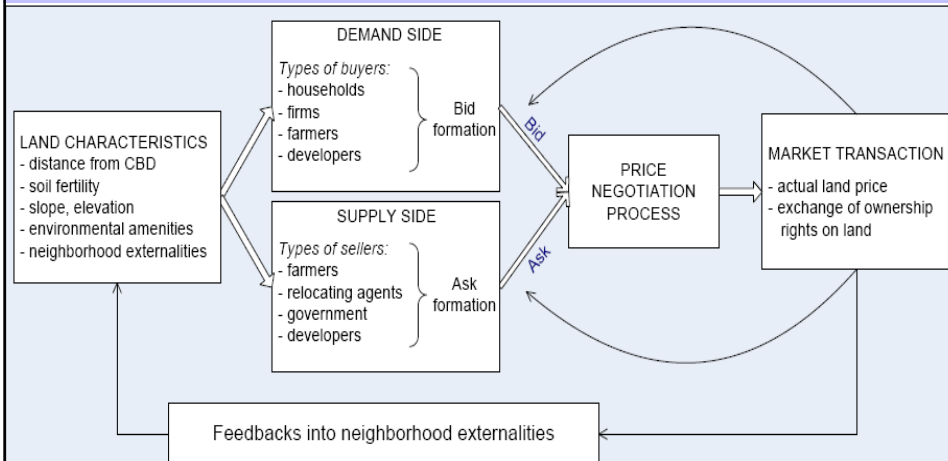 LAND CHARACTERISTICS
- distance from CBD
- soil fertility
- slope, elevation
- environmental amenities
- neighborhood externalities
DEMAND SIDE
Types of buyers:
- households
- firms
- farmers
- developers
Bid
formation
SUPPLY SIDE
Types of sellers:
- farmers
- relocating agents
- government
- developers
Ask
formation
Bid
Ask
PRICE
NEGOTIATION
PROCESS
MARKET TRANSACTION
- actual land price
- exchange of ownership
rights on land
Feedbacks into neighborhood externalities